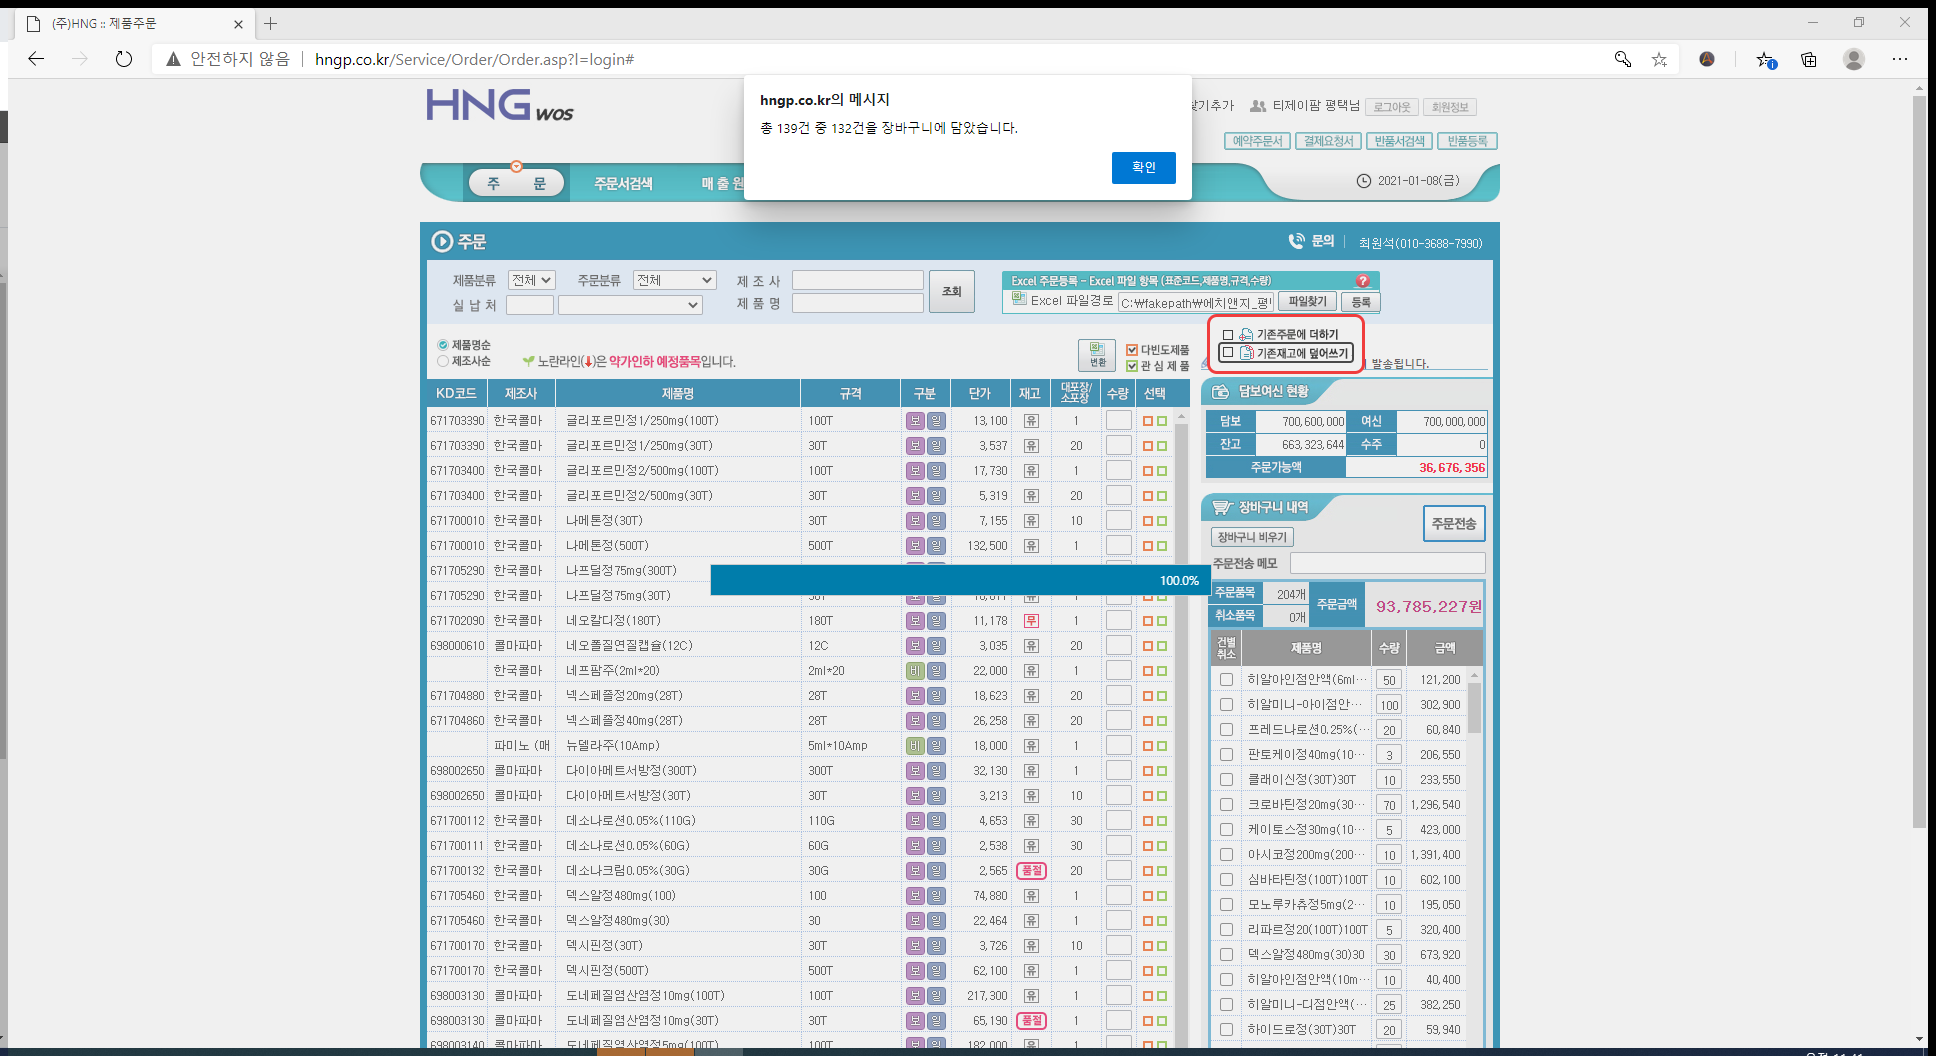 (주)HNG :: 제품주문
안전하지 않음
hngp.co.kr/Service/Order/Order.asp?l=login#
hngp.co.kr의 메시지
총 139건 중 132건을 장바구니에 담았습니다.
확인
HNG WOS
찾기추가
티제이팜 평택님
로그아웃
회원정보
예약주문서
결제요청서
반품서검색
반품등록
주 문
주문서검색
매 출 원
2021-01-08(금)
주문
문의
최원석(010-3688-7990)
제품분류 전체 주문분류 전체 제 조 사
실 납 처 제 품 명
조회
Excel 주문등록 - Excel 파일 항목 (표준코드,제품명,규격,수량) ?
Excel 파일경로 C:₩fakepath₩에치앤지_평 파일찾기 등록
기존주문에 더하기
기존재고에 덮어쓰기
발송됩니다.
제품명순
제조사순
노란라인(↓)은 약가인하 예정품목입니다.
변환
다빈도제품
관 심 제 품
KD코드 제조사 제품명 규격 구분 단가 재고 대포장/소포장 수량 선택
671703390 한국콜마 글리포르민정1/250mg(100T) 100T 보 일 13,100 유 1
671703390 한국콜마 글리포르민정1/250mg(30T) 30T 보 일 3,537 유 20
671703400 한국콜마 글리포르민정2/500mg(100T) 100T 보 일 17,730 유 1
671703400 한국콜마 글리포르민정2/500mg(30T) 30T 보 일 5,319 유 20
671700010 한국콜마 나메톤정(30T) 30T 보 일 7,155 유 10
671700010 한국콜마 나메톤정(500T) 500T 보 일 132,500 유 1
671705290 한국콜마 나프딜정75mg(300T)
100.0%
671705290 한국콜마 나프딜정75mg(30T)
671702090 한국콜마 네오칼디정(180T) 180T 보 일 11,178 무 1
698000610 콜마파마 네오폴질연질캡슐(12C) 12C 보 일 3,035 유 20
한국콜마 네프팜주(2ml*20) 2ml*20 비 일 22,000 유 1
671704880 한국콜마 넥스페플정20mg(28T) 28T 보 일 18,623 유 20
671704860 한국콜마 넥스페플정40mg(28T) 28T 보 일 26,258 유 20
파미노 (매 뉴델라주(10Amp) 5ml*10Amp 비 일 18,000 유 1
698002650 콜마파마 다이아메트서방정(300T) 300T 보 일 32,130 유 1
698002650 콜마파마 다이아메트서방정(30T) 30T 보 일 3,213 유 10
671700112 한국콜마 데소나로션0.05%(110G) 110G 보 일 4,653 유 30
671700111 한국콜마 데소나로션0.05%(60G) 60G 보 일 2,538 유 30
671700132 한국콜마 데소나크림0.05%(30G) 30G 보 일 2,565 품절 20
671705460 한국콜마 덱스알정480mg(100) 100 보 일 74,880 유 1
671705460 한국콜마 덱스알정480mg(30) 30 보 일 22,464 유 1
671700170 한국콜마 덱시핀정(30T) 30T 보 일 3,726 유 10
671700170 한국콜마 덱시핀정(500T) 500T 보 일 62,100 유 1
698003130 콜마파마 도네페질염산염정10mg(100T) 100T 보 일 217,300 유 1
698003130 콜마파마 도네페질염산염정10mg(30T) 30T 보 일 65,190 품절 1
698003140 콜마파마 도네페질염산염정5mg(100T) 100T 보 일 182,000 유 1
담보여신 현황
담보 700,600,000 여신 700,000,000
잔고 663,323,644 수주 0
주문가능액 36,676,356
장바구니 내역
주문전송
장바구니 비우기
주문전송 메모
주문품목 204개 주문금액 93,785,227원
취소품목 0개
건별취소 제품명 수량 금액
히알아인점안액(6ml··· 50 121,200
히알미니-아이점안··· 100 302,900
프레드나로션0.25%(··· 20 60,840
판토케이정40mg(10··· 3 206,550
클래이신정(30T)30T 10 233,550
크로바틴정20mg(30··· 70 1,296,540
케이토스정30mg(10··· 5 423,000
아시코정200mg(200··· 10 1,391,400
심바타틴정(100T)100T 10 602,100
모노루카츄정5mg(2··· 10 195,050
리파르정20(100T)100T 5 320,400
덱스알정480mg(30)30 30 673,920
히알아인점안액(10m··· 10 40,400
히알미니-디점안액(··· 25 382,250
하이드로정(30T)30T 20 59,940